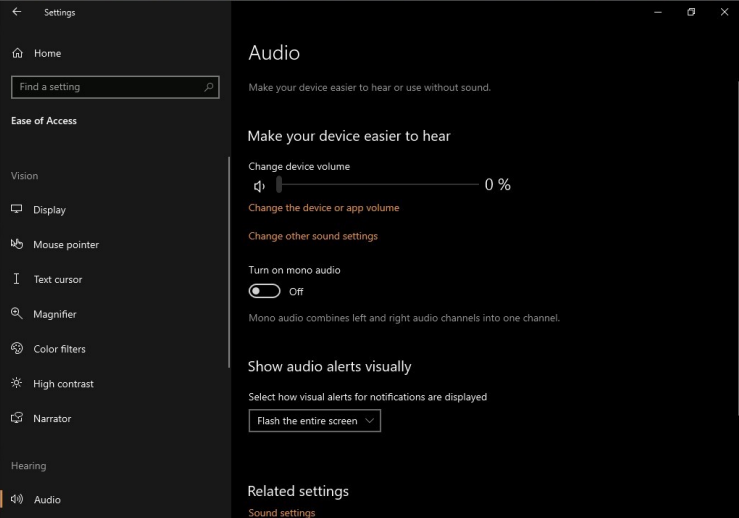 Settings
Home
Find a setting
Ease of Access
Vision
Display
Mouse pointer
Text cursor
Magnifier
Color filters
High contrast
Narrator
Hearing
Audio
Audio
Make your device easier to hear or use without sound.
Make your device easier to hear
Change device volume
0 %
Change the device or app volume
Change other sound settings
Turn on mono audio
Off
Mono audio combines left and right audio channels into one channel.
Show audio alerts visually
Select how visual alerts for notifications are displayed
Flash the entire screen
Related settings
Sound settings